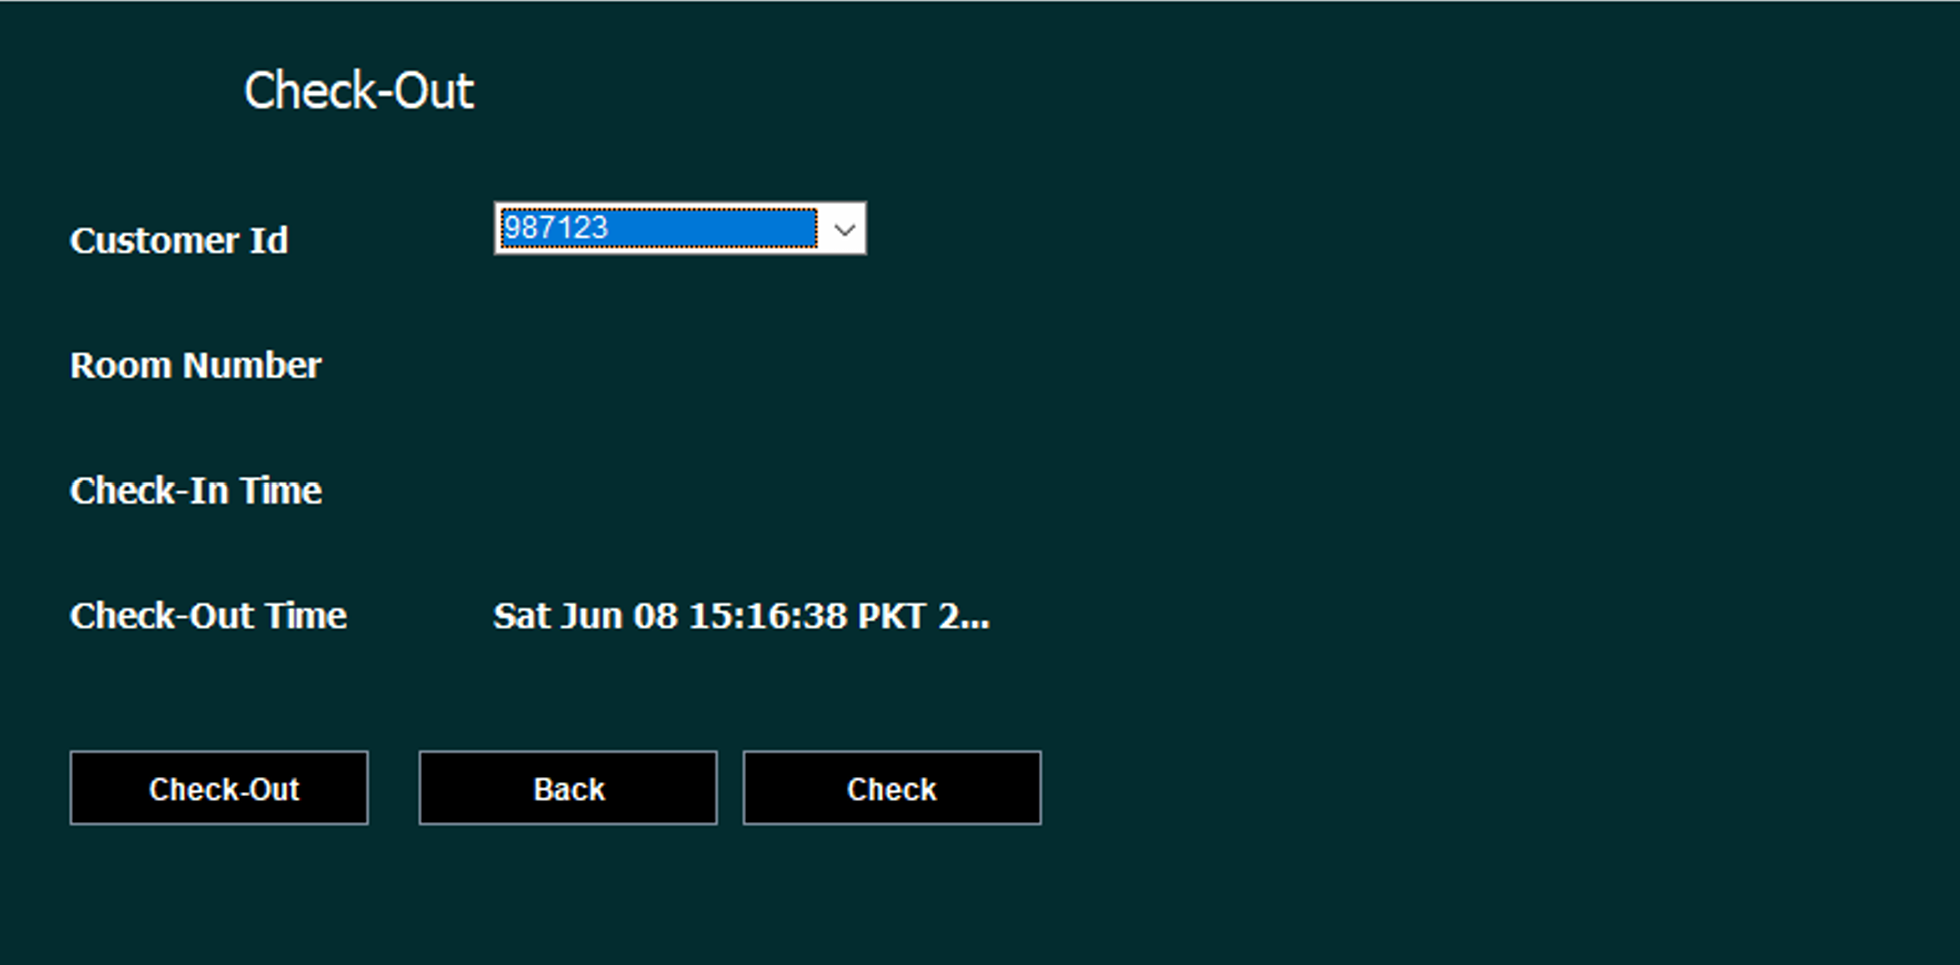 Check-Out
Customer Id 987123
Room Number
Check-In Time
Check-Out Time Sat Jun 08 15:16:38 PKT 2...
Check-Out Back Check